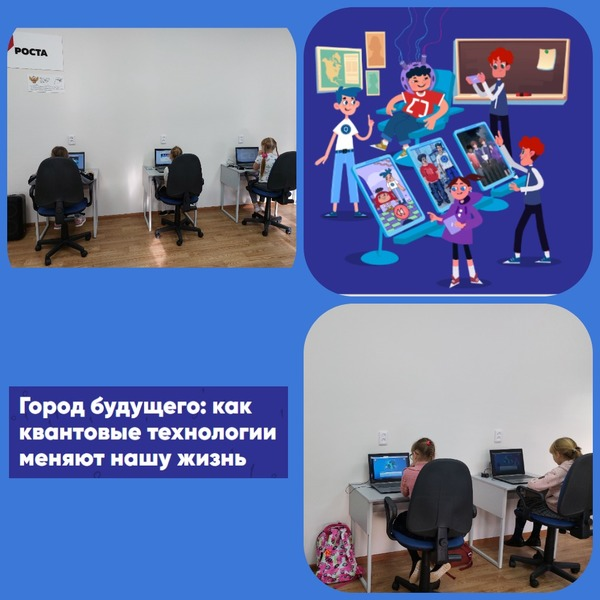 РОСТА
Город будущего: как
квантовые технологии
меняют нашу жизнь